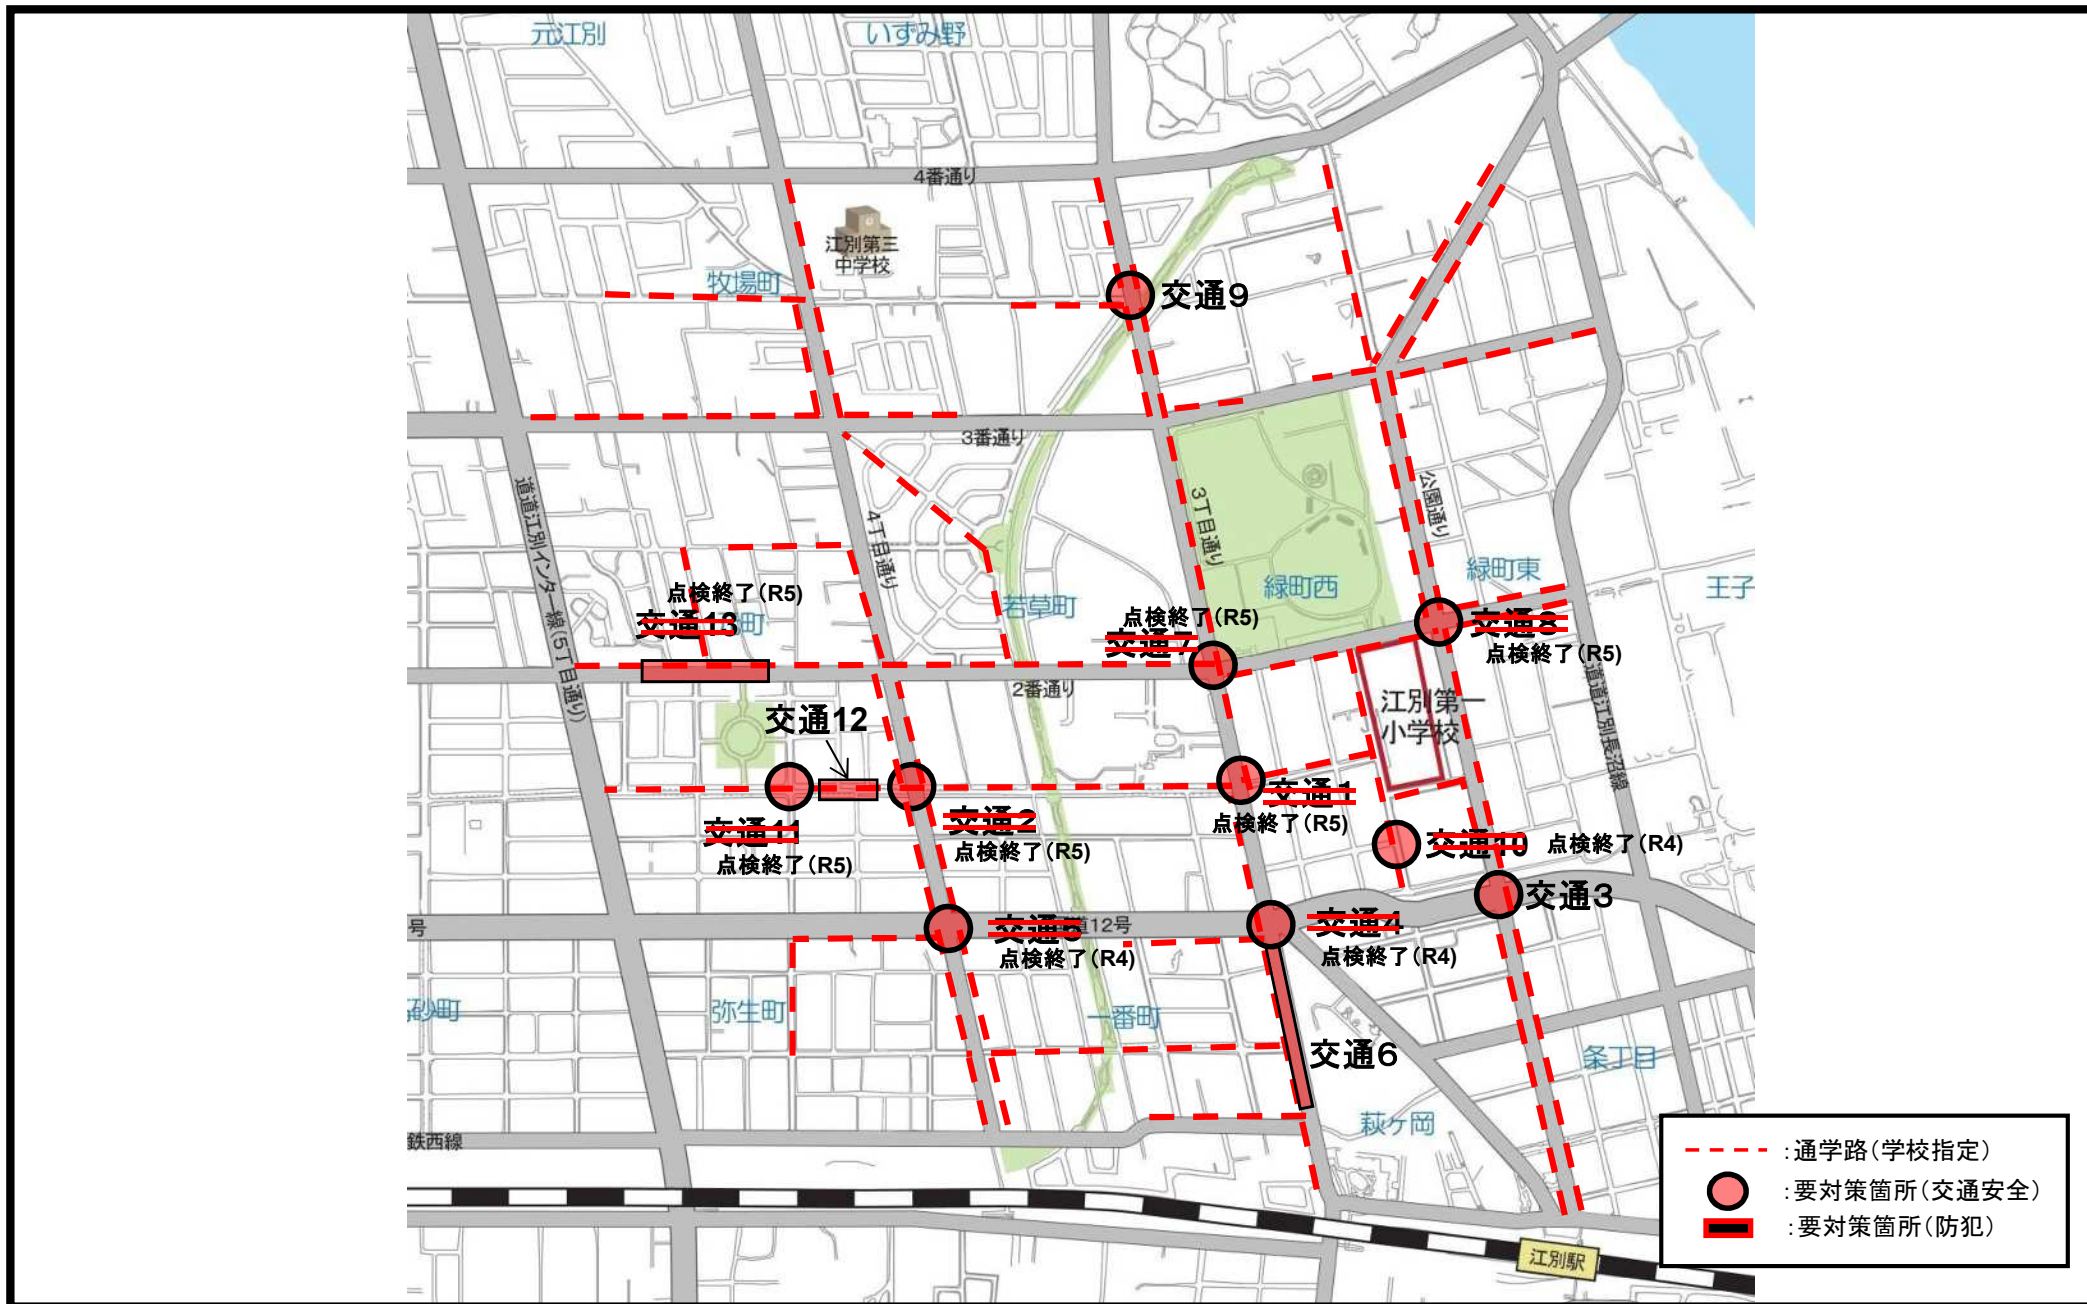 元江別
いずみ野
4番通り
江別第三
中学校
牧場町
交通9
3番通り
道道江別インター線(5丁目通り)
4丁目通り
3丁目通り
公園通り
緑町東
緑町西
王子
若草町
点検終了(R5)
交通13
町
点検終了(R5)
交通7
交通8
点検終了(R5)
2番通り
江別第一
小学校
道道江別長沼線
交通12
交通11
点検終了(R5)
交通2
点検終了(R5)
交通1
点検終了(R5)
交通10 点検終了(R4)
交通3
号
交通5
道12号
点検終了(R4)
交通4
点検終了(R4)
砂町
弥生町
一番町
交通6
条丁目
萩ヶ岡
鉄西線
江別駅
:通学路(学校指定)
:要対策箇所(交通安全)
:要対策箇所(防犯)